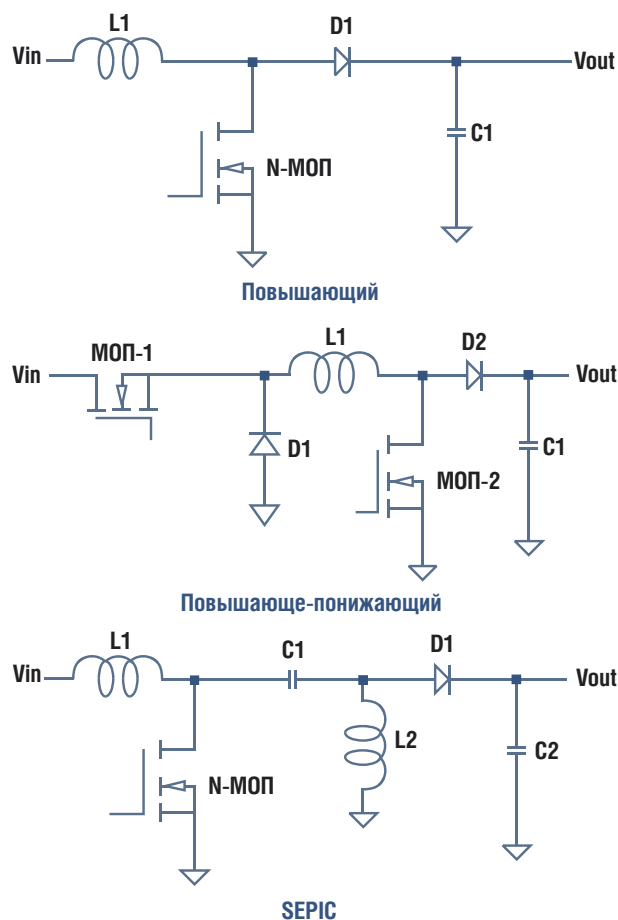 L1
D1
Vin
Vout
C1
N-МОП
Повышающий
L1
D2
МОП-1
Vin
Vout
D1
C1
МОП-2
Повышающе-понижающий
L1
C1
D1
Vin
Vout
L2
C2
N-МОП
SEPIC